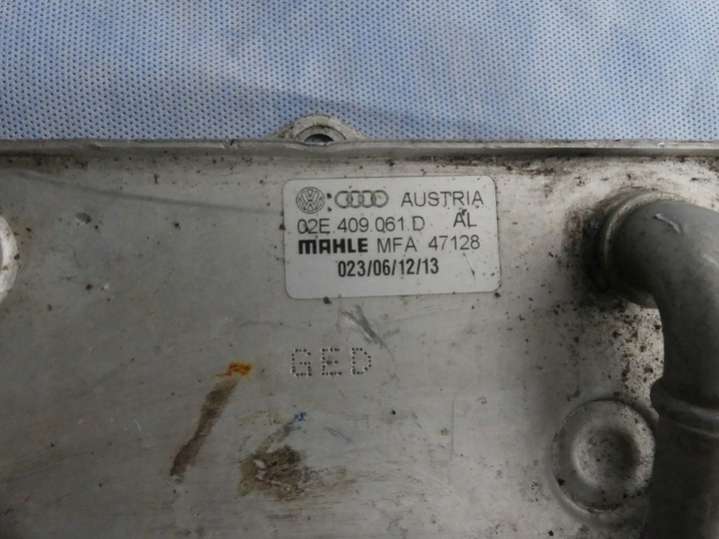 AUSTRIA
02E 409.061.D AL
MAHLE MFA 47128
023/06/12/13
GED